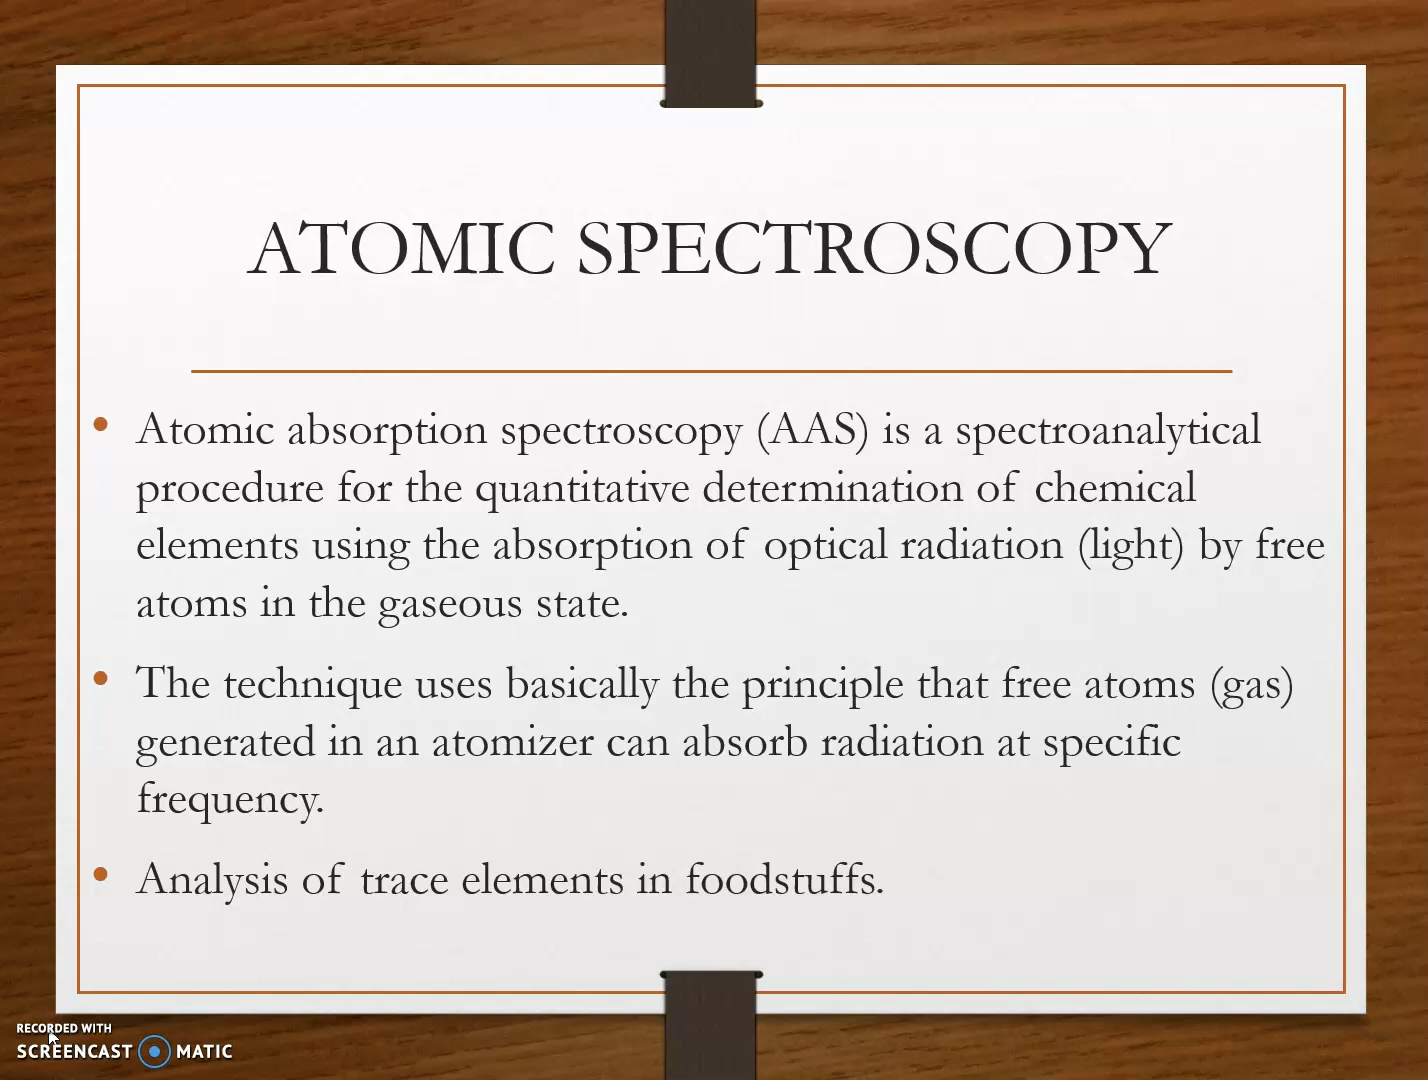 ATOMIC SPECTROSCOPY
• Atomic absorption spectroscopy (AAS) is a spectroanalytical
procedure for the quantitative determination of chemical
elements using the absorption of optical radiation (light) by free
atoms in the gaseous state.
• The technique uses basically the principle that free atoms (gas)
generated in an atomizer can absorb radiation at specific
frequency.
• Analysis of trace elements in foodstuffs.
RECORDED WITH
SCREENCAST MATIC